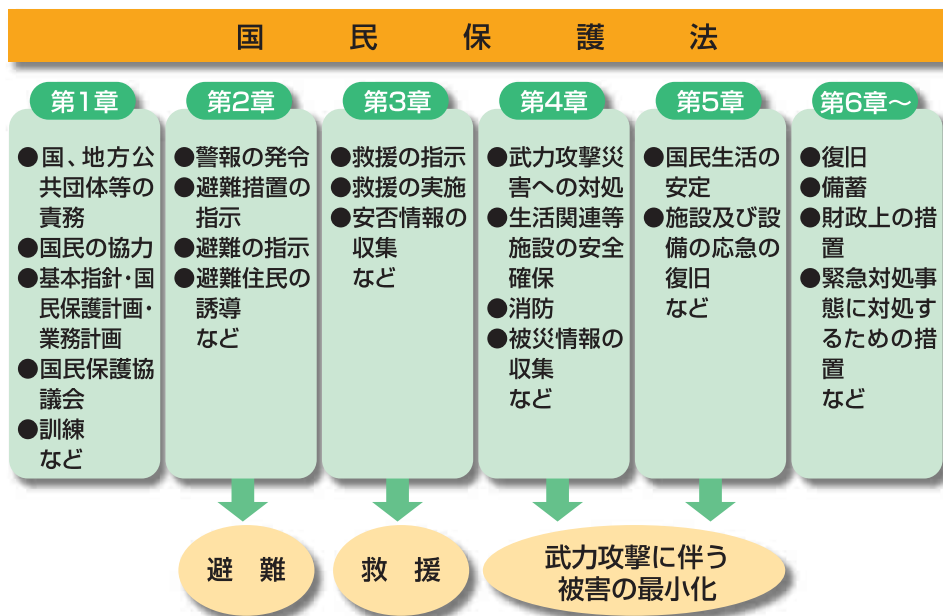 国民保護法
第1章
●国、地方公
共団体等の
責務
●国民の協力
●基本指針・国
民保護計画・
業務計画
●国民保護協
議会
●訓練
など
第2章
●警報の発令
●避難措置の
指示
●避難の指示
●避難住民の
誘導
など
第3章
●救援の指示
●救援の実施
●安否情報の
収集
など
第4章
●武力攻撃災
害への対処
●生活関連等
施設の安全
確保
●消防
●被災情報の
収集
など
第5章
●国民生活の
安定
●施設及び設
備の応急の
復旧
など
第6章~
●復旧
●備蓄
●財政上の措
置
●緊急対処事
態に対処す
るための措
置
など
避難
救援
武力攻撃に伴う
被害の最小化